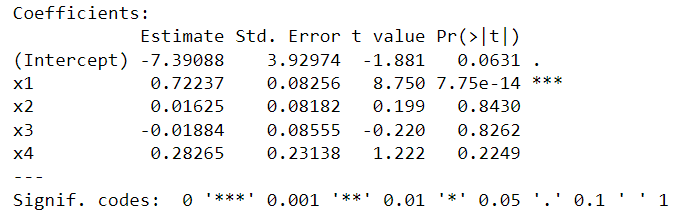 Coefficients:
            Estimate Std. Error t value Pr(>|t|)
(Intercept) -7.39088    3.92974  -1.881   0.0631 .
x1           0.72237    0.08256   8.750 7.75e-14 ***
x2           0.01625    0.08182   0.199   0.8430
x3          -0.01884    0.08555  -0.220   0.8262
x4           0.28265    0.23138   1.222   0.2249
---
Signif. codes:  0 '***' 0.001 '**' 0.01 '*' 0.05 '.' 0.1 ' ' 1